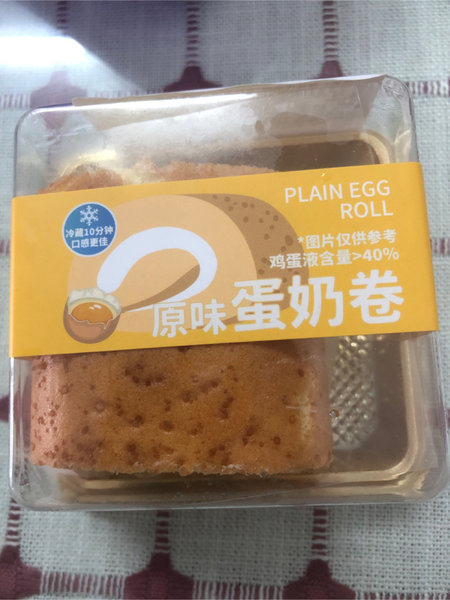 PLAIN EGG
ROLL
冷藏10分钟
口感更佳
*图片仅供参考
鸡蛋液含量>40%
原味蛋奶卷